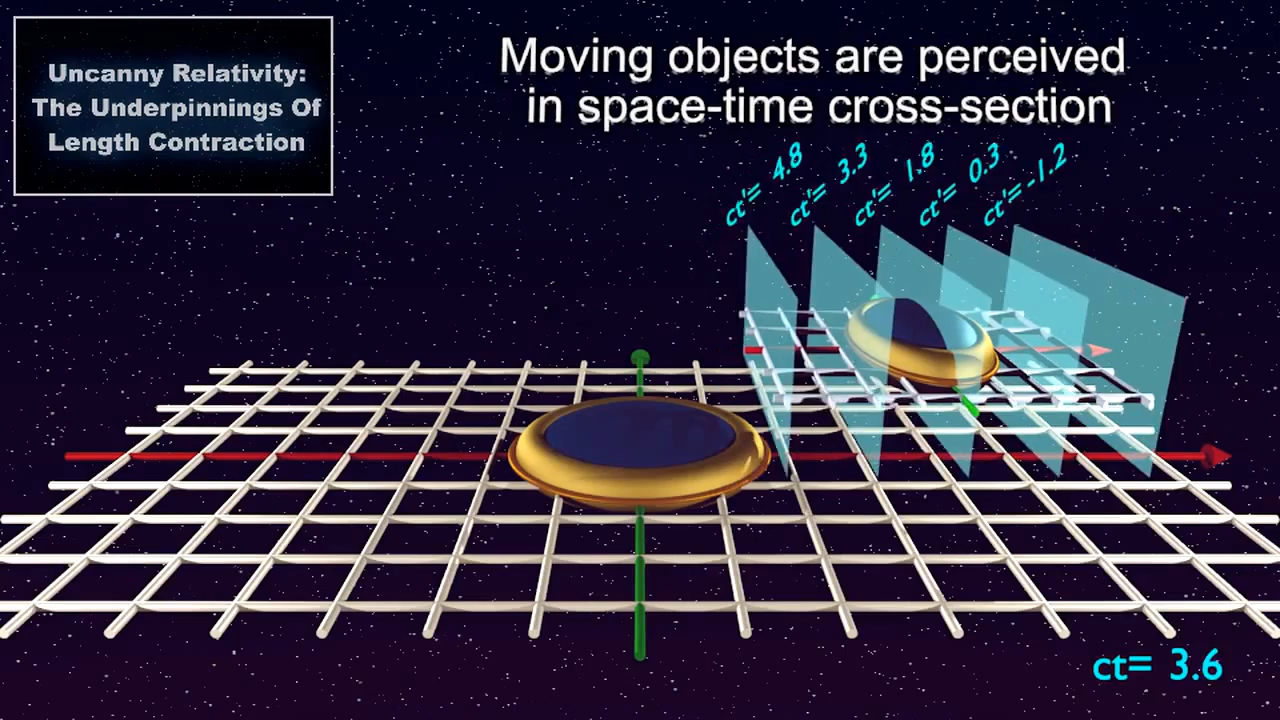 Uncanny Relativity:
The Underpinnings Of
Length Contraction
Moving objects are perceived
in space-time cross-section
ct'= 4.8
ct'= 3.3
ct'= 1.8
ct'= 0.3
ct'= -1.2
ct= 3.6